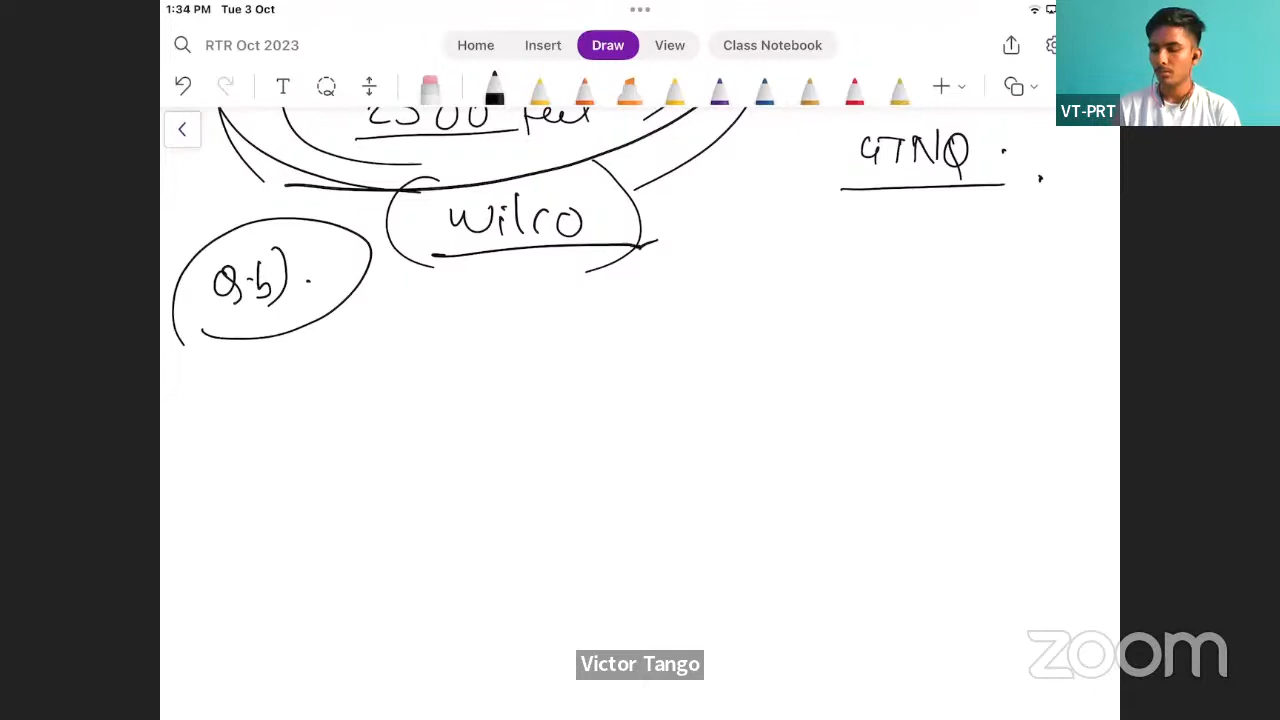 1:34 PM Tue 3 Oct
RTR Oct 2023
Home Insert Draw View Class Notebook
T
VT-PRT
2500 feet
GTNQ .
Wilco
Q.b) .
Victor Tango
zoom